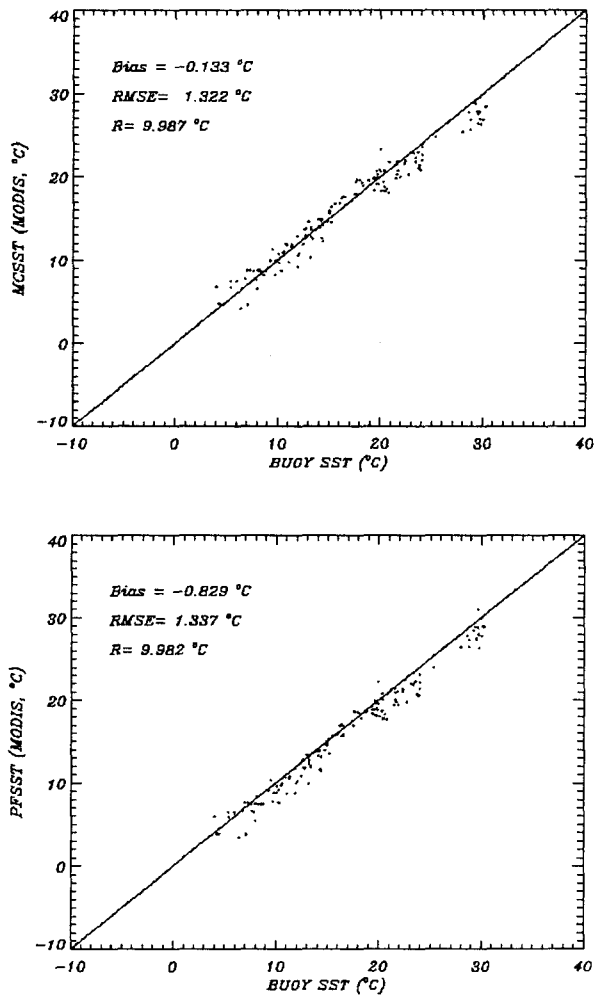 40
Bias = -0.133 °C
30
RMSE= 1.322 °C
R= 9.987 °C
20
MCSST (MODIS, °C)
10
0
-10
-10 0 10 20 30 40
BUOY SST (°C)
40
Bias = -0.829 °C
30
RMSE= 1.337 °C
R= 9.982 °C
20
PFSST (MODIS, °C)
10
0
-10
-10 0 10 20 30 40
BUOY SST (°C)